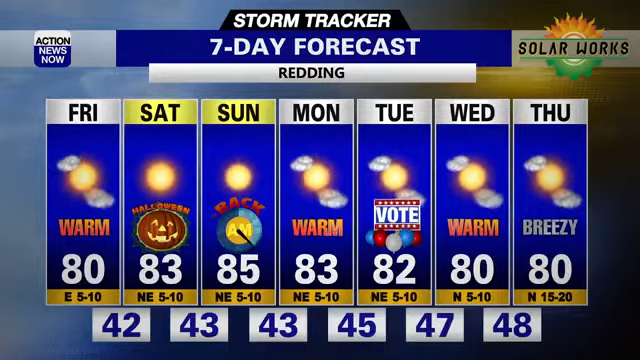 STORM TRACKER
ACTION
NEWS
NOW
7-DAY FORECAST
SOLAR WORKS
REDDING
FRI SAT SUN MON TUE WED THU
HALLOWEEN BACK VOTE
AM
WARM WARM WARM BREEZY
80 83 85 83 82 80 80
E 5-10 NE 5-10 NE 5-10 NE 5-10 NE 5-10 N 5-10 N 15-20
42 43 43 45 47 48